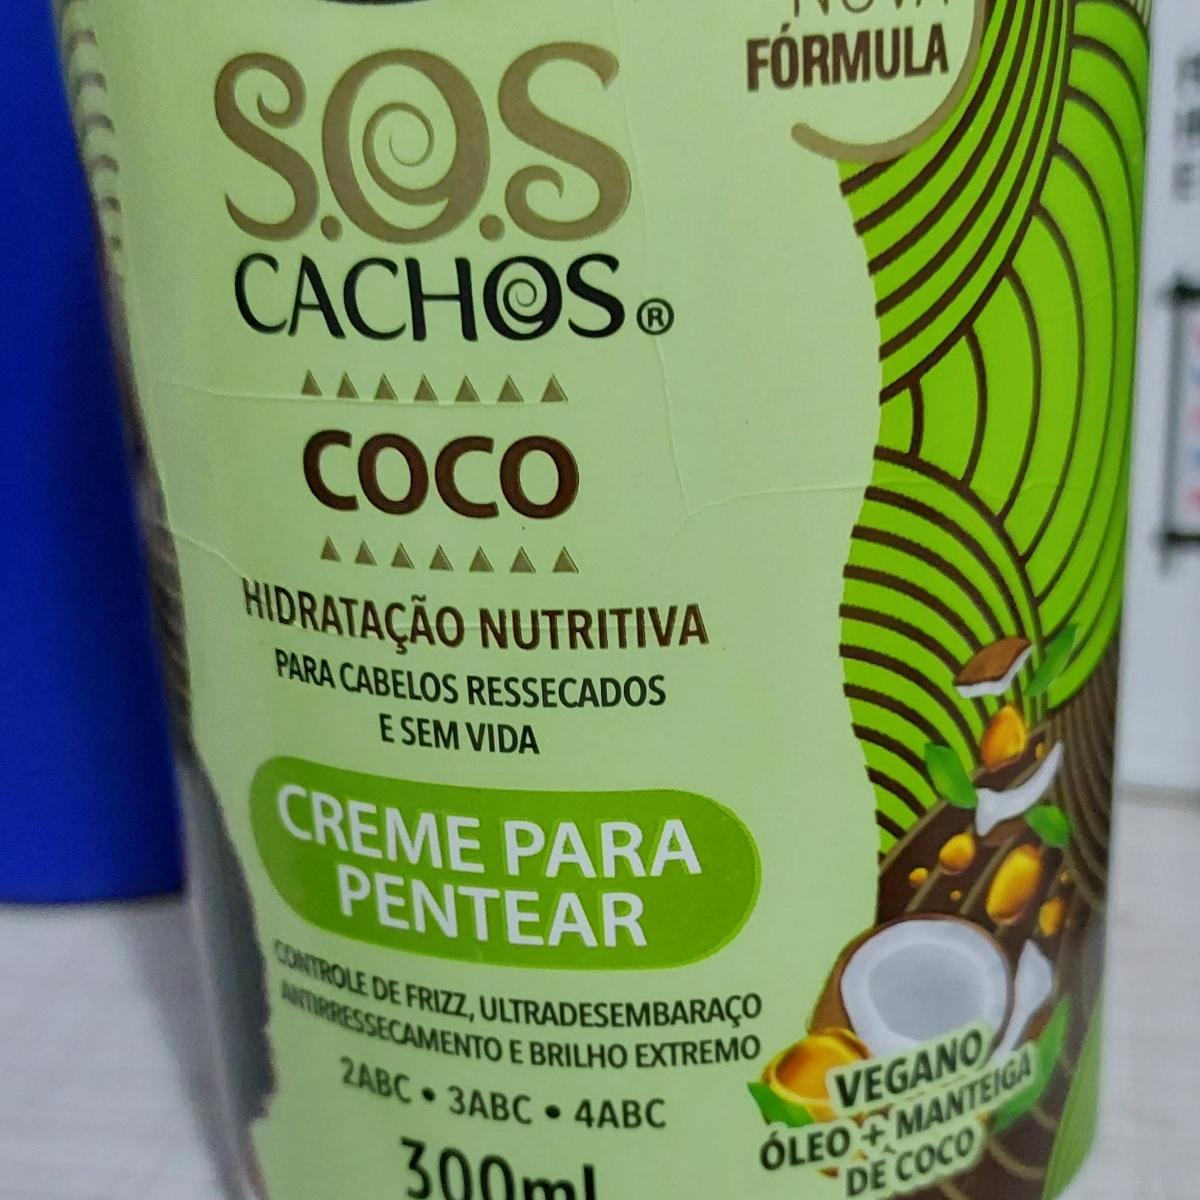 NOVA
FÓRMULA
S.O.S
CACHOS®
COCO
HIDRATAÇÃO NUTRITIVA
PARA CABELOS RESSECADOS
E SEM VIDA
CREME PARA
PENTEAR
CONTROLE DE FRIZZ, ULTRADESEMBARAÇO
ANTIRRESSECAMENTO E BRILHO EXTREMO
2ABC • 3ABC • 4ABC
300ml
VEGANO
ÓLEO + MANTEIGA
DE COCO